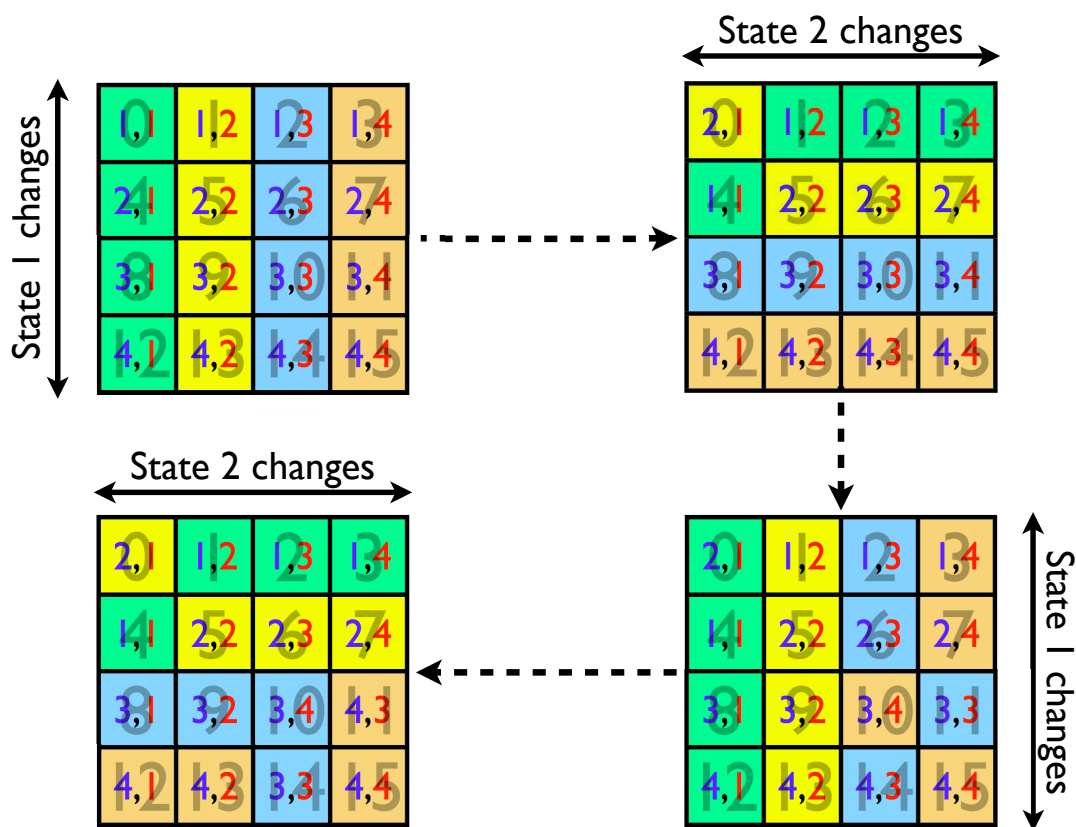 State 1 changes
1,1 1,2 1,3 1,4
0 1 2 3
2,1 2,2 2,3 2,4
4 5 6 7
3,1 3,2 3,3 3,4
8 9 10 11
4,1 4,2 4,3 4,4
12 13 14 15
State 2 changes
2,1 1,2 1,3 1,4
0 1 2 3
1,1 2,2 2,3 2,4
4 5 6 7
3,1 3,2 3,3 3,4
8 9 10 11
4,1 4,2 4,3 4,4
12 13 14 15
State 2 changes
2,1 1,2 1,3 1,4
0 1 2 3
1,1 2,2 2,3 2,4
4 5 6 7
3,1 3,2 3,4 4,3
8 9 10 11
4,1 4,2 3,3 4,4
12 13 14 15
2,1 1,2 1,3 1,4
0 1 2 3
1,1 2,2 2,3 2,4
4 5 6 7
3,1 3,2 3,4 3,3
8 9 10 11
4,1 4,2 4,3 4,4
12 13 14 15
State 1 changes